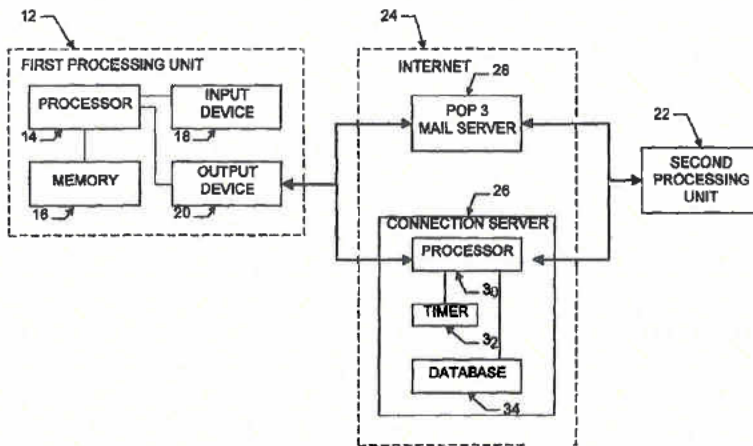 12
FIRST PROCESSING UNIT
PROCESSOR
14
INPUT
DEVICE
18
MEMORY
16
OUTPUT
DEVICE
20
24
INTERNET
28
POP 3
MAIL SERVER
26
CONNECTION SERVER
PROCESSOR
30
TIMER
32
DATABASE
34
22
SECOND
PROCESSING
UNIT